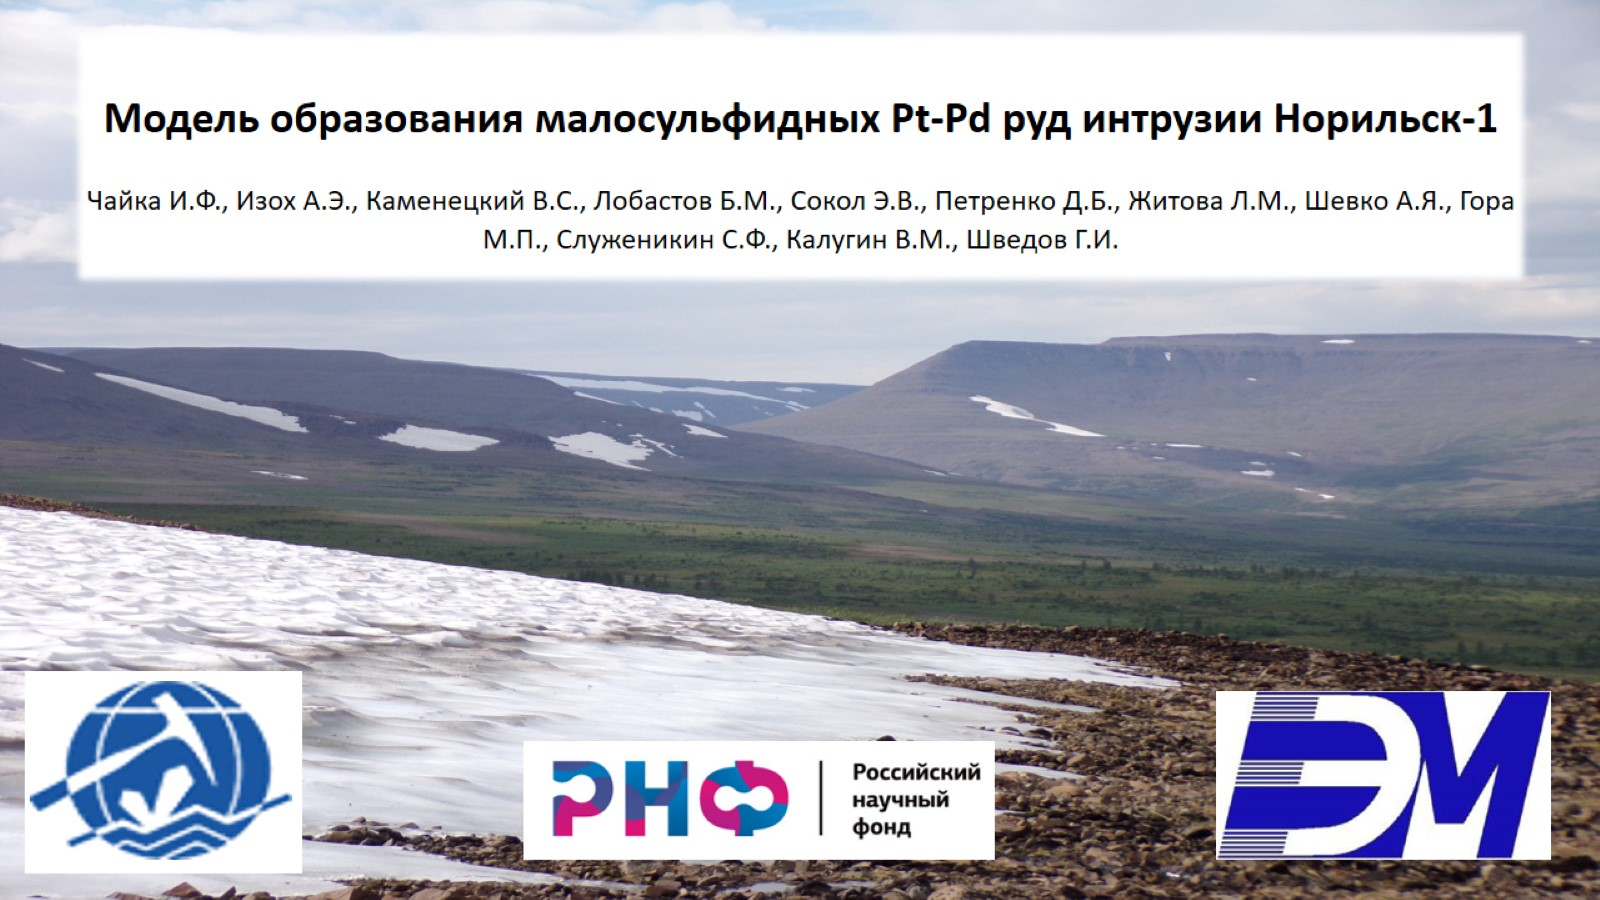 Модель образования малосульфидных Pt-Pd руд интрузии Норильск-1
Чайка И.Ф., Изох А.Э., Каменецкий В.С., Лобастов Б.М., Сокол Э.В., Петренко Д.Б., Житова Л.М., Шевко А.Я., Гора
М.П., Служеникин С.Ф., Калугин В.М., Шведов Г.И.
РНФ
Российский
научный
фонд
ЭМ